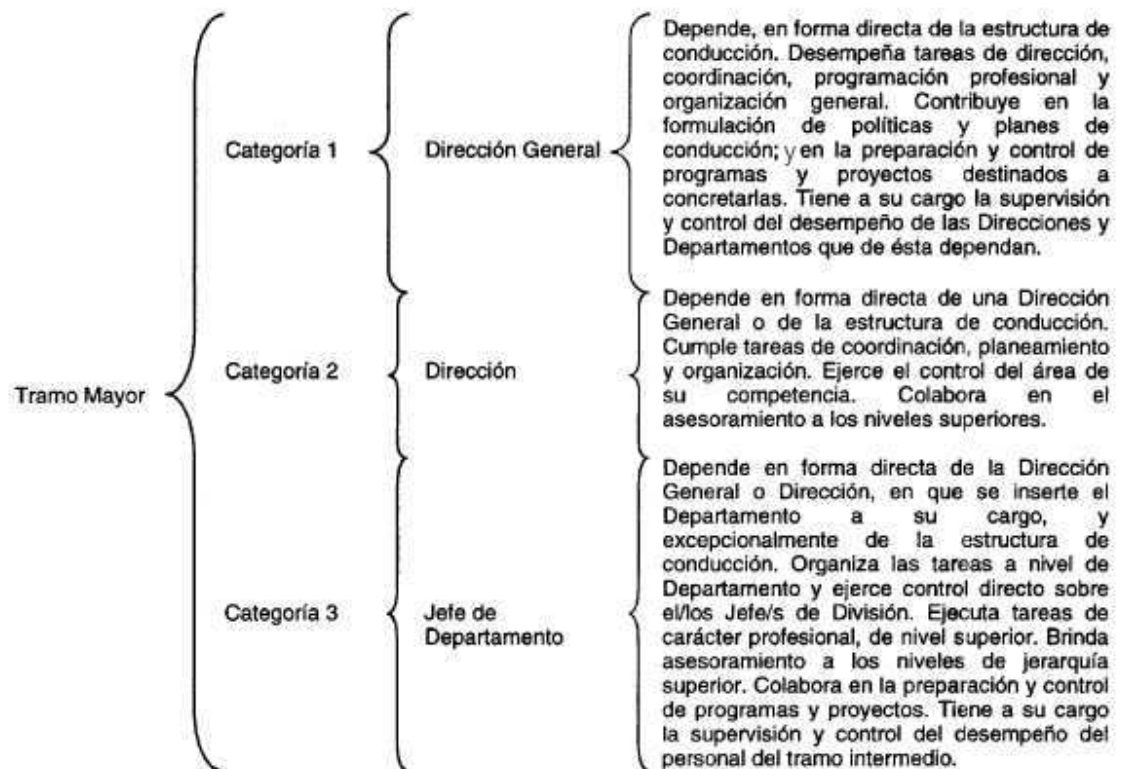 Tramo Mayor
Categoría 1
Dirección General
Depende, en forma directa de la estructura de
conducción. Desempeña tareas de dirección,
coordinación, programación profesional y
organización general. Contribuye en la
formulación de políticas y planes de
conducción; y en la preparación y control de
programas y proyectos destinados a
concretarlas. Tiene a su cargo la supervisión
y control del desempeño de las Direcciones y
Departamentos que de ésta dependan.
Categoría 2
Dirección
Depende en forma directa de una Dirección
General o de la estructura de conducción.
Cumple tareas de coordinación, planeamiento
y organización. Ejerce el control del área de
su competencia. Colabora en el
asesoramiento a los niveles superiores.
Categoría 3
Jefe de
Departamento
Depende en forma directa de la Dirección
General o Dirección, en que se inserte el
Departamento a su cargo, y
excepcionalmente de la estructura de
conducción. Organiza las tareas a nivel de
Departamento y ejerce control directo sobre
el/los Jefe/s de División. Ejecuta tareas de
carácter profesional, de nivel superior. Brinda
asesoramiento a los niveles de jerarquía
superior. Colabora en la preparación y control
de programas y proyectos. Tiene a su cargo
la supervisión y control del desempeño del
personal del tramo intermedio.